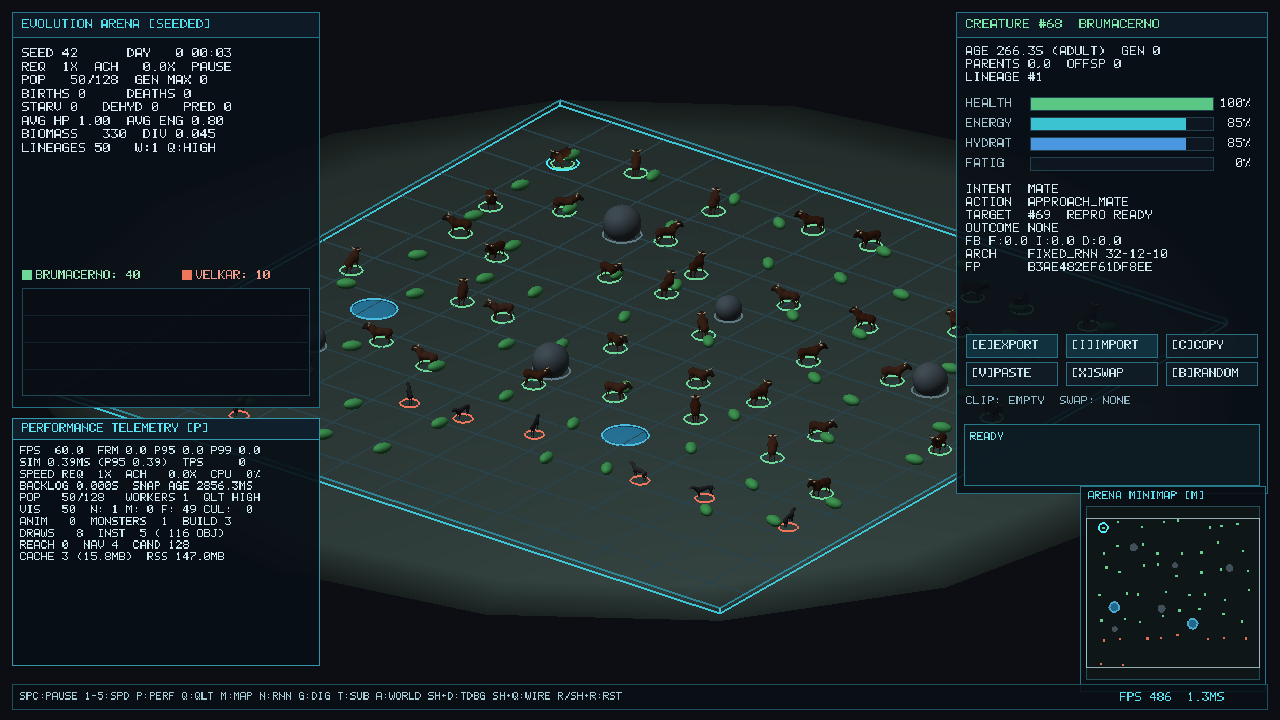 EVOLUTION ARENA [SEEDED]
SEED 42 DAY 0 00:03
REQ 1X ACH 0.0X PAUSE
POP 50/128 GEN MAX 0
BIRTHS 0 DEATHS 0
STARV 0 DEHYD 0 PRED 0
AVG HP 1.00 AVG ENG 0.80
BIOMASS 330 DIV 0.045
LINEAGES 50 W:1 Q:HIGH
BRUMACERNO: 40 VELKAR: 10
PERFORMANCE TELEMETRY [P]
FPS 60.0 FRM 0.0 P95 0.0 P99 0.0
SIM 0.39MS (P95 0.39) TPS 0
SPEED REQ 1X ACH 0.0X CPU 0%
BACKLOG 0.000S SNAP AGE 2856.3MS
POP 50/128 WORKERS 1 QLT HIGH
VIS 50 N: 1 M: 0 F: 49 CUL: 0
ANIM 0 MONSTERS 1 BUILD 3
DRAWS 8 INST 5 ( 116 OBJ)
REACH 0 NAV 4 CAND 128
CACHE 3 (15.8MB) RSS 147.0MB
CREATURE #68 BRUMACERNO
AGE 266.3S (ADULT) GEN 0
PARENTS 0,0 OFFSP 0
LINEAGE #1
HEALTH 100%
ENERGY 85%
HYDRAT 85%
FATIG 0%
INTENT MATE
ACTION APPROACH_MATE
TARGET #69 REPRO READY
OUTCOME NONE
FB F:0.0 I:0.0 D:0.0
ARCH FIXED_RNN 32-12-10
FP B3AE482EF61DF8EE
[E]EXPORT [I]IMPORT [C]COPY
[V]PASTE [X]SWAP [B]RANDOM
CLIP: EMPTY SWAP: NONE
READY
ARENA MINIMAP [M]
SPC:PAUSE 1-5:SPD P:PERF Q:QLT M:MAP N:RNN G:DIG T:SUB A:WORLD SH+D:TDBG SH+Q:WIRE R/SH+R:RST
FPS 486 1.3MS